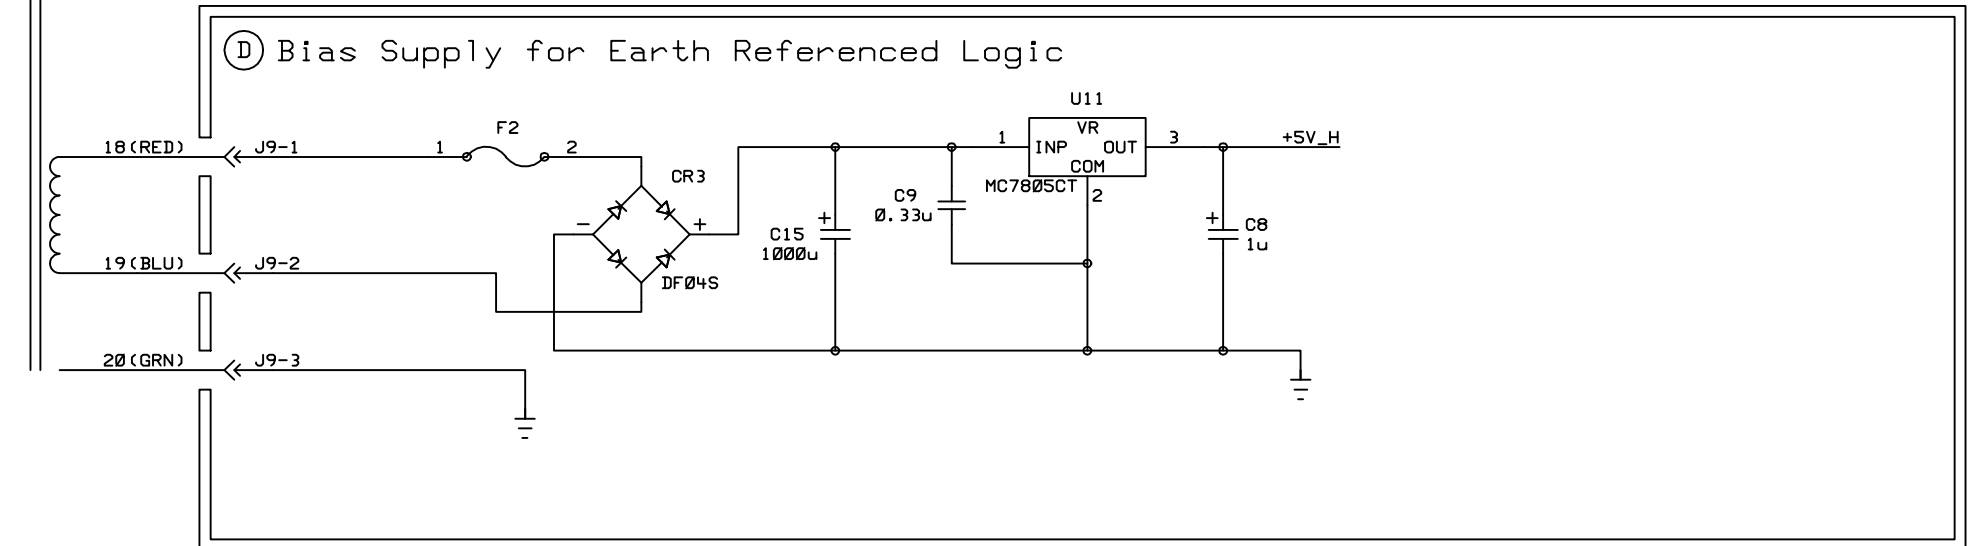 D Bias Supply for Earth Referenced Logic
U11
18(RED) J9-1 1 F2 2
1 VR 3 +5V_H
INP OUT
COM
MC7805CT 2
CR3
C9
0.33u
- +
+ C15
1000u
+ C8
1u
19(BLU) J9-2
DF04S
20(GRN) J9-3